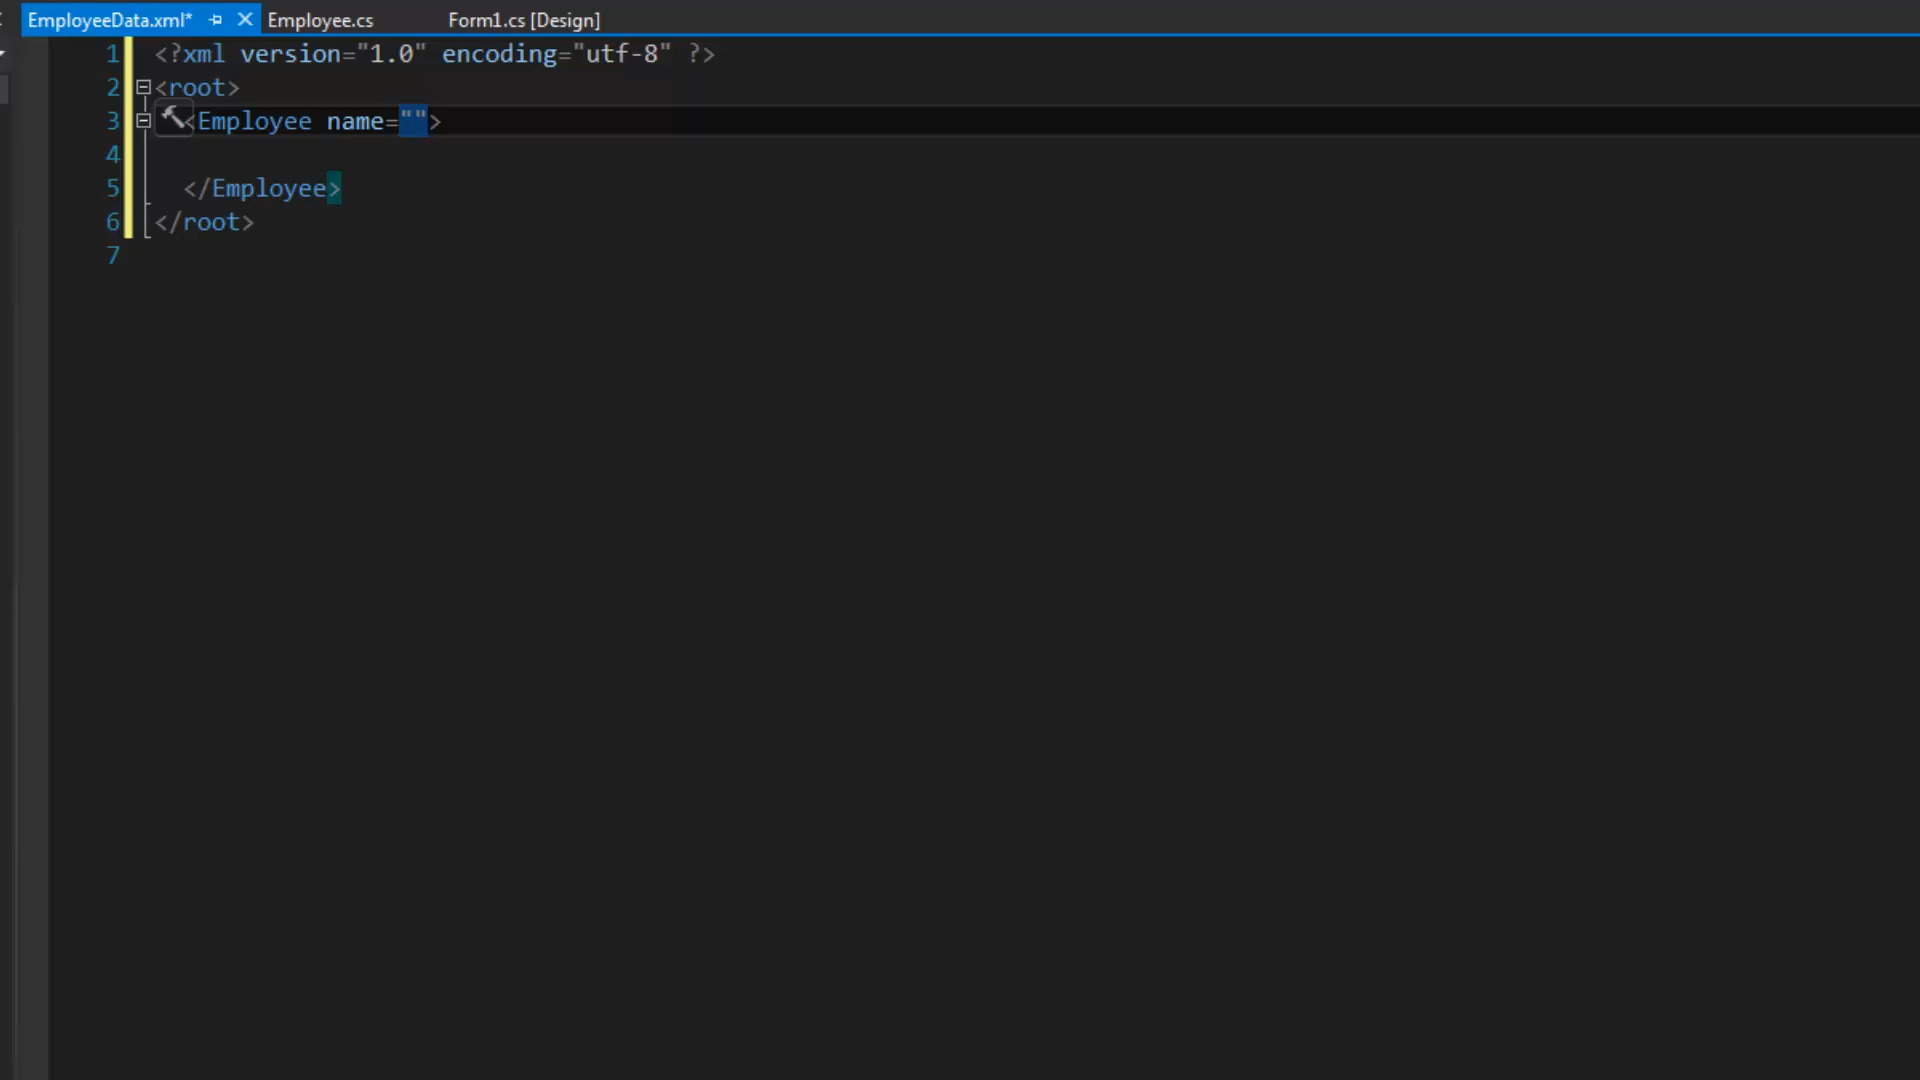 EmployeeData.xml* Employee.cs Form1.cs [Design]
1 <?xml version="1.0" encoding="utf-8" ?>
2 <root>
3 <Employee name="">
4
5 </Employee>
6 </root>
7